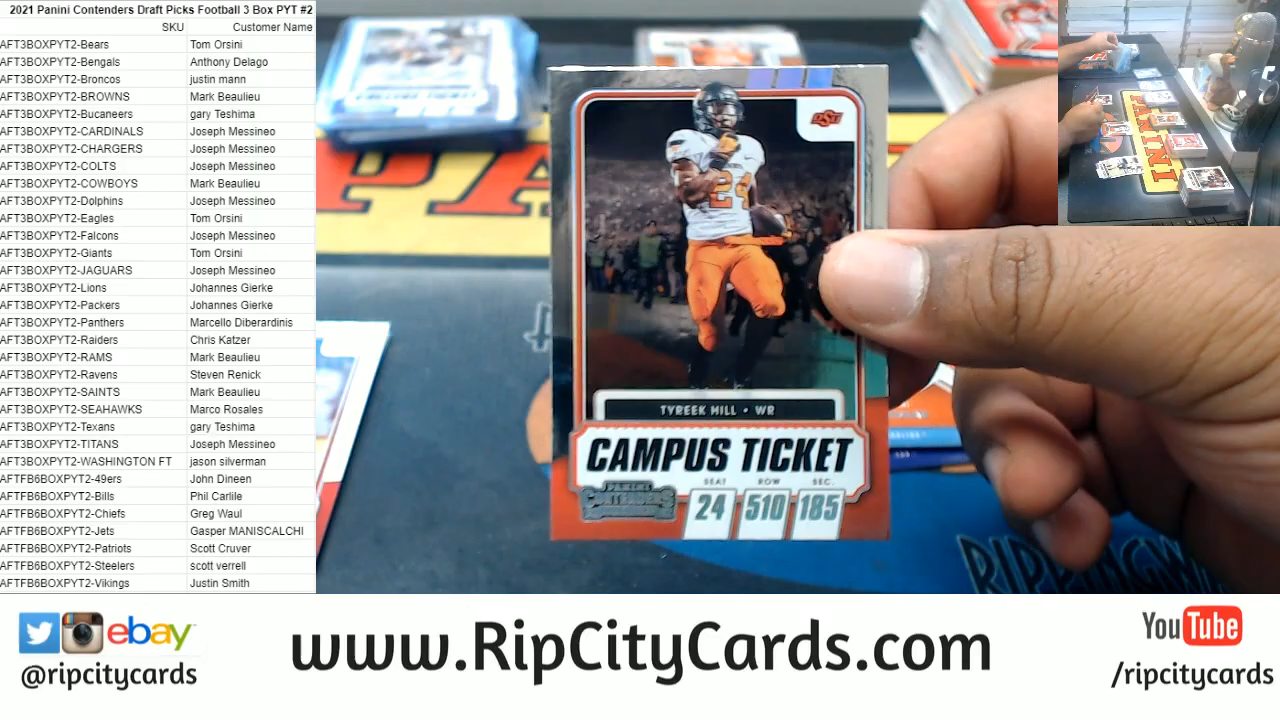 2021 Panini Contenders Draft Picks Football 3 Box PYT #2
SKU Customer Name
AFT3BOXPYT2-Bears Tom Orsini
AFT3BOXPYT2-Bengals Anthony Delago
AFT3BOXPYT2-Broncos justin mann
AFT3BOXPYT2-BROWNS Mark Beaulieu
AFT3BOXPYT2-Bucaneers gary Teshima
AFT3BOXPYT2-CARDINALS Joseph Messineo
AFT3BOXPYT2-CHARGERS Joseph Messineo
AFT3BOXPYT2-COLTS Joseph Messineo
AFT3BOXPYT2-COWBOYS Mark Beaulieu
AFT3BOXPYT2-Dolphins Joseph Messineo
AFT3BOXPYT2-Eagles Tom Orsini
AFT3BOXPYT2-Falcons Joseph Messineo
AFT3BOXPYT2-Giants Tom Orsini
AFT3BOXPYT2-JAGUARS Joseph Messineo
AFT3BOXPYT2-Lions Johannes Gierke
AFT3BOXPYT2-Packers Johannes Gierke
AFT3BOXPYT2-Panthers Marcello Diberardinis
AFT3BOXPYT2-Raiders Chris Katzer
AFT3BOXPYT2-RAMS Mark Beaulieu
AFT3BOXPYT2-Ravens Steven Renick
AFT3BOXPYT2-SAINTS Mark Beaulieu
AFT3BOXPYT2-SEAHAWKS Marco Rosales
AFT3BOXPYT2-Texans gary Teshima
AFT3BOXPYT2-TITANS Joseph Messineo
AFT3BOXPYT2-WASHINGTON FT jason silverman
AFTFB6BOXPYT2-49ers John Dineen
AFTFB6BOXPYT2-Bills Phil Carlile
AFTFB6BOXPYT2-Chiefs Greg Waul
AFTFB6BOXPYT2-Jets Gasper MANISCALCHI
AFTFB6BOXPYT2-Patriots Scott Cruver
AFTFB6BOXPYT2-Steelers scott verrell
AFTFB6BOXPYT2-Vikings Justin Smith
OSU
24
TYREEK HILL • WR
CAMPUS TICKET
SEAT ROW SEC.
24 510 185
PANINI
CONTENDERS
PANINI
ebay
@ripcitycards
www.RipCityCards.com
YouTube
/ripcitycards